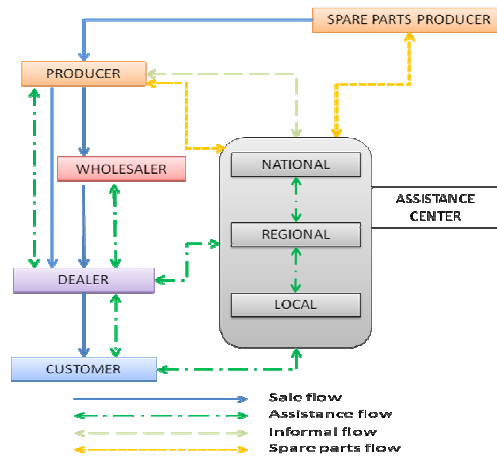 SPARE PARTS PRODUCER
PRODUCER
WHOLESALER
NATIONAL
REGIONAL
LOCAL
ASSISTANCE
CENTER
DEALER
CUSTOMER
Sale flow
Assistance flow
Informal flow
Spare parts flow